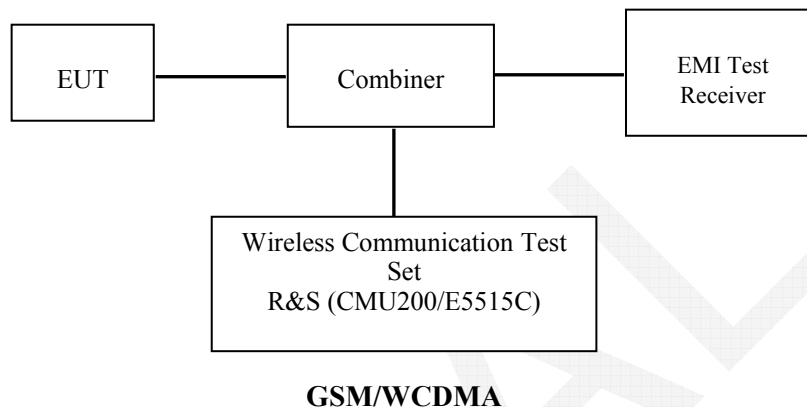 EUT
Combiner
EMI Test
Receiver
Wireless Communication Test
Set
R&S (CMU200/E5515C)
GSM/WCDMA